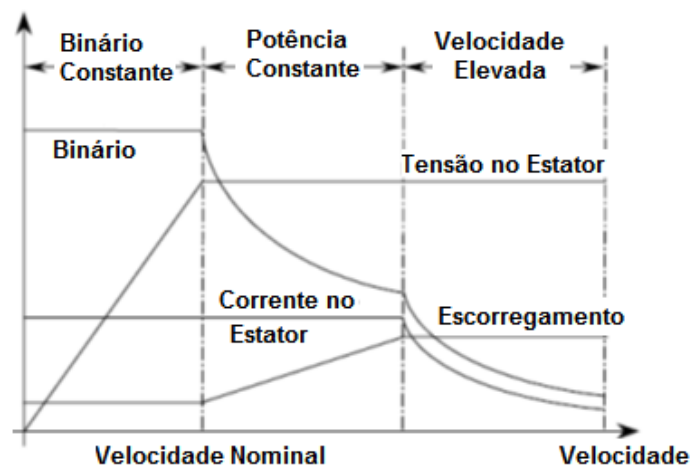 Binário
Constante
Potência
Constante
Velocidade
Elevada
Binário
Tensão no Estator
Corrente no
Estator
Escorregamento
Velocidade Nominal
Velocidade